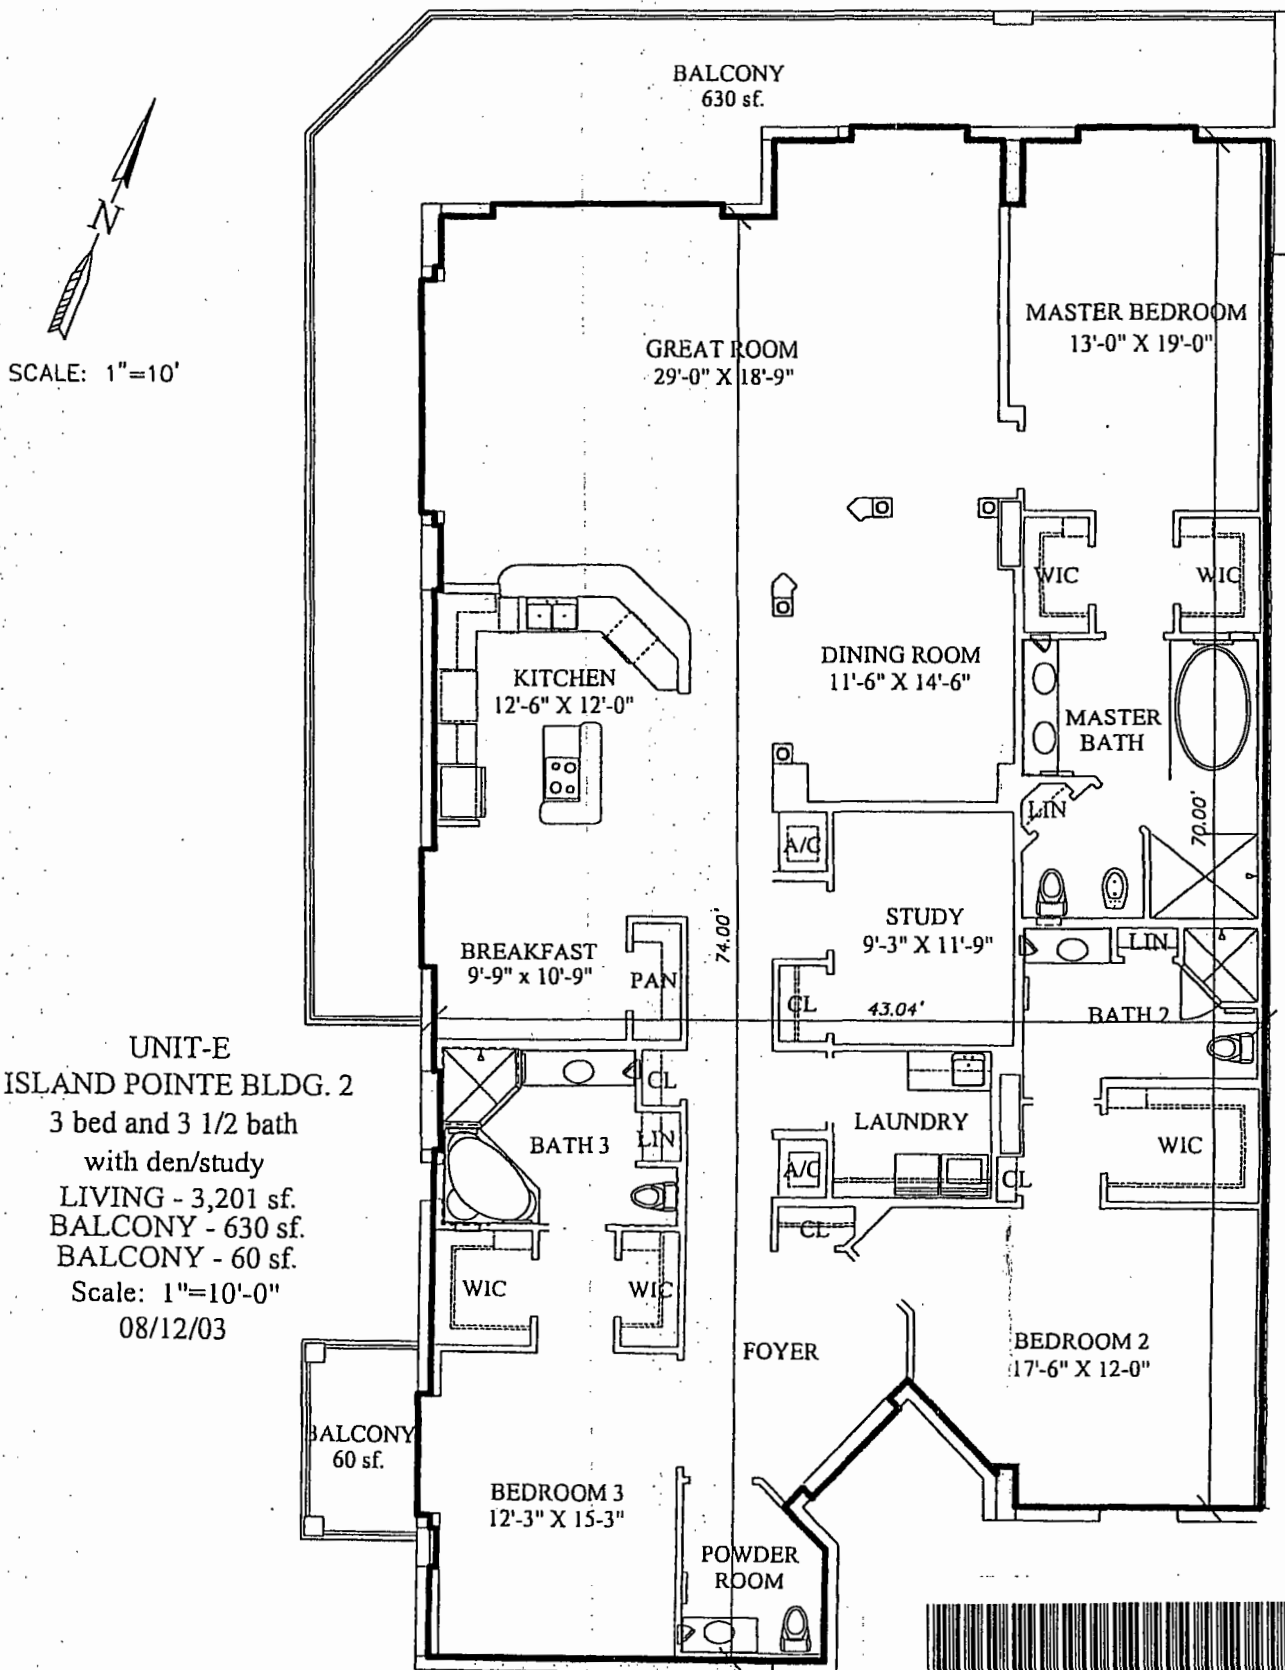 BALCONY
630 sf.
N
SCALE: 1"=10'
MASTER BEDROOM
13'-0" X 19'-0"
GREAT ROOM
29'-0" X 18'-9"
WIC
WIC
DINING ROOM
11'-6" X 14'-6"
KITCHEN
12'-6" X 12'-0"
MASTER
BATH
LIN
70.00'
A/C
STUDY
9'-3" X 11'-9"
74.00'
BREAKFAST
9'-9" x 10'-9"
PAN
LIN
CL
43.04'
BATH 2
UNIT-E
ISLAND POINTE BLDG. 2
3 bed and 3 1/2 bath
with den/study
LIVING - 3,201 sf.
BALCONY - 630 sf.
BALCONY - 60 sf.
Scale: 1"=10'-0"
08/12/03
CL
LAUNDRY
BATH 3
LIN
WIC
A/C
CL
CL
WIC
WIC
FOYER
BEDROOM 2
17'-6" X 12-0"
BALCONY
60 sf.
BEDROOM 3
12'-3" X 15-3"
POWDER
ROOM